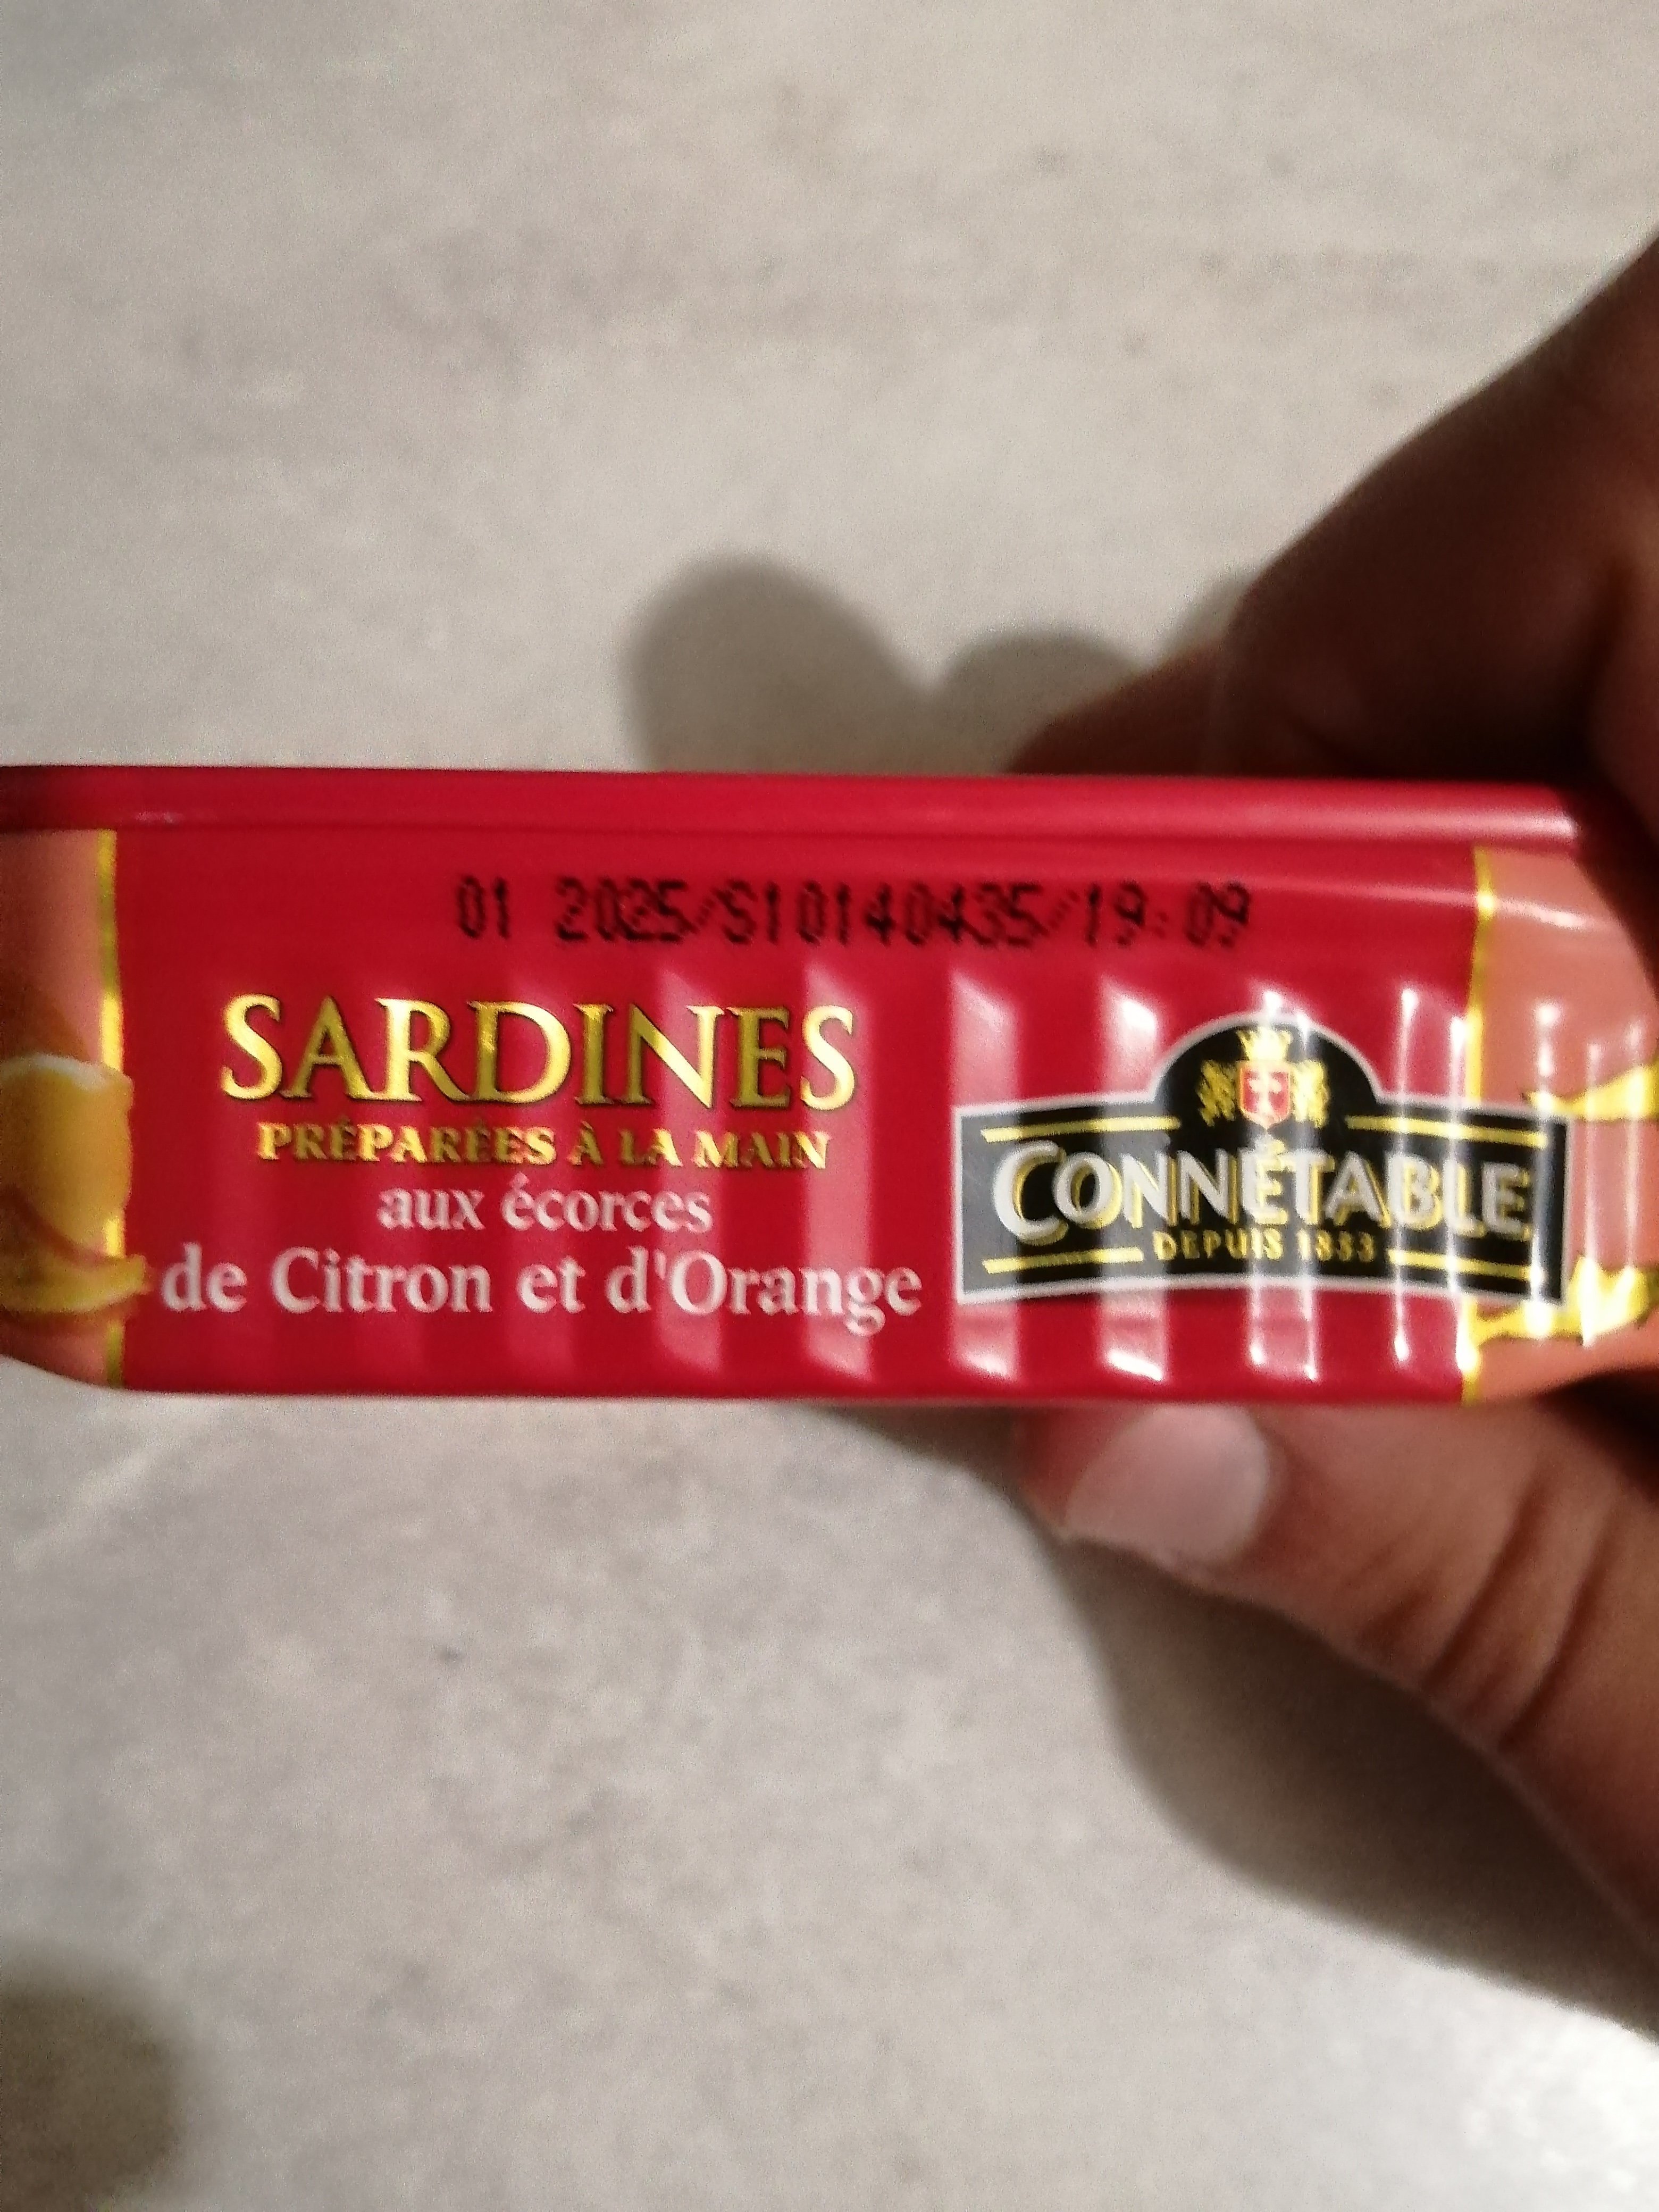 01 2025/S10140435/19:09
SARDINES
PRÉPARÉES À LA MAIN
aux écorces
de Citron et d'Orange
CONNÉTABLE
DEPUIS 1853